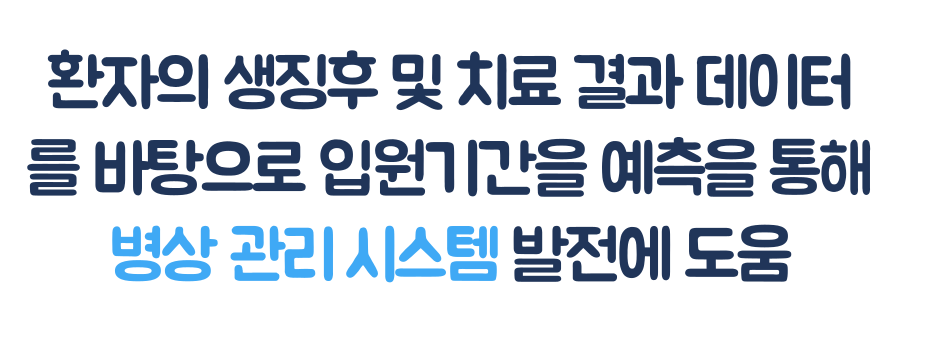 환자의 생징후 및 치료 결과 데이터
를 바탕으로 입원기간을 예측을 통해
병상 관리 시스템 발전에 도움